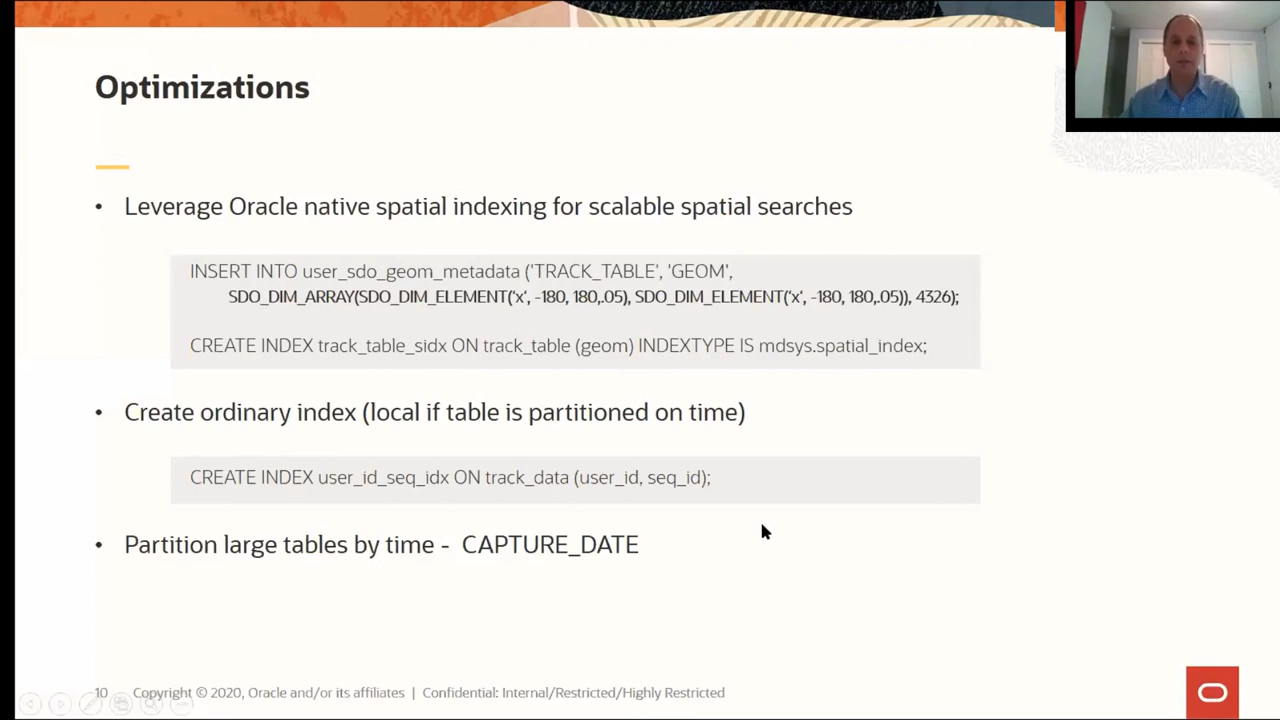 Optimizations
• Leverage Oracle native spatial indexing for scalable spatial searches
INSERT INTO user_sdo_geom_metadata ('TRACK_TABLE', 'GEOM',
SDO_DIM_ARRAY(SDO_DIM_ELEMENT('x', -180, 180,.05), SDO_DIM_ELEMENT('x', -180, 180,.05)), 4326);
CREATE INDEX track_table_sidx ON track_table (geom) INDEXTYPE IS mdsys.spatial_index;
• Create ordinary index (local if table is partitioned on time)
CREATE INDEX user_id_seq_idx ON track_data (user_id, seq_id);
• Partition large tables by time - CAPTURE_DATE
10 Copyright © 2020, Oracle and/or its affiliates | Confidential: Internal/Restricted/Highly Restricted